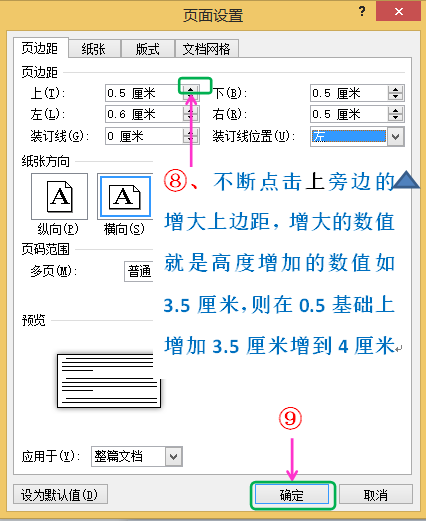 页面设置
? ×
页边距 纸张 版式 文档网格
页边距
上(T): 0.5 厘米 下(B): 0.5 厘米
左(L): 0.6 厘米 右(R): 0.5 厘米
装订线(G): 0 厘米 装订线位置(U): 左
纸张方向
⑧、不断点击上旁边的
A A
增大上边距，增大的数值
纵向(P) 横向(S)
页码范围
就是高度增加的数值如
多页(M): 普通
3.5 厘米，则在 0.5 基础上
预览
增加 3.5 厘米增到 4 厘米↵
⑨
应用于(Y): 整篇文档
设为默认值(D) 确定 取消